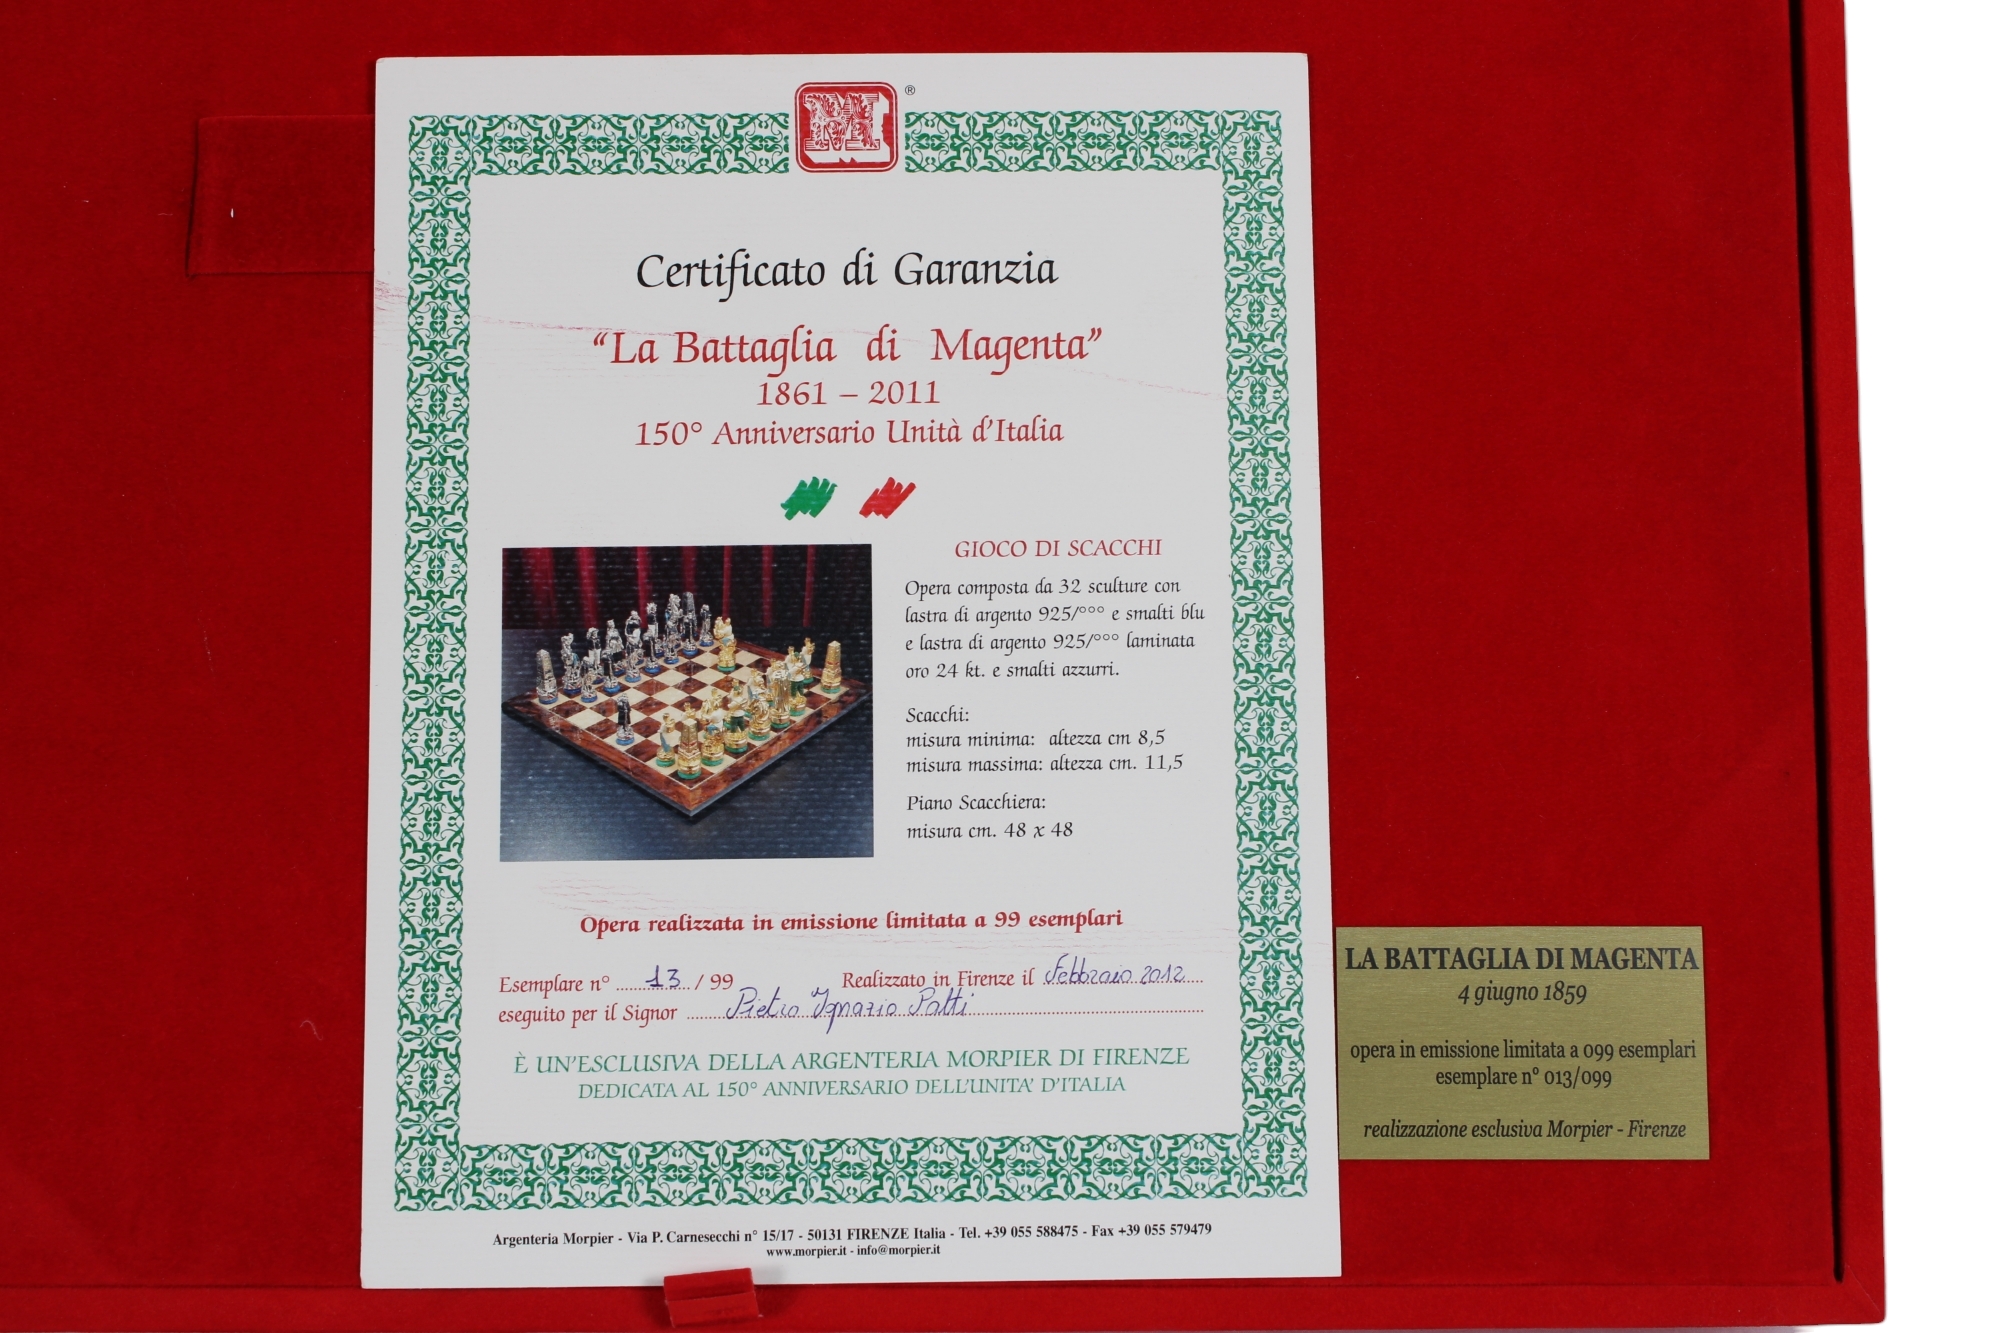 M
®
Certificato di Garanzia
“La Battaglia di Magenta”
1861 – 2011
150° Anniversario Unità d’Italia
GIOCO DI SCACCHI
Opera composta da 32 sculture con
lastra di argento 925/°°° e smalti blu
e lastra di argento 925/°°° laminata
oro 24 kt. e smalti azzurri.
Scacchi:
misura minima: altezza cm 8,5
misura massima: altezza cm. 11,5
Piano Scacchiera:
misura cm. 48 x 48
Opera realizzata in emissione limitata a 99 esemplari
Esemplare n° ......13.../ 99 Realizzato in Firenze il Febbraio 2012
eseguito per il Signor Pietro Ignazio Patti
È UN’ESCLUSIVA DELLA ARGENTERIA MORPIER DI FIRENZE
DEDICATA AL 150° ANNIVERSARIO DELL’UNITA’ D’ITALIA
Argenteria Morpier - Via P. Carnesecchi n° 15/17 - 50131 FIRENZE Italia - Tel. +39 055 588475 - Fax +39 055 579479
www.morpier.it - info@morpier.it
LA BATTAGLIA DI MAGENTA
4 giugno 1859
opera in emissione limitata a 099 esemplari
esemplare n° 013/099
realizzazione esclusiva Morpier - Firenze